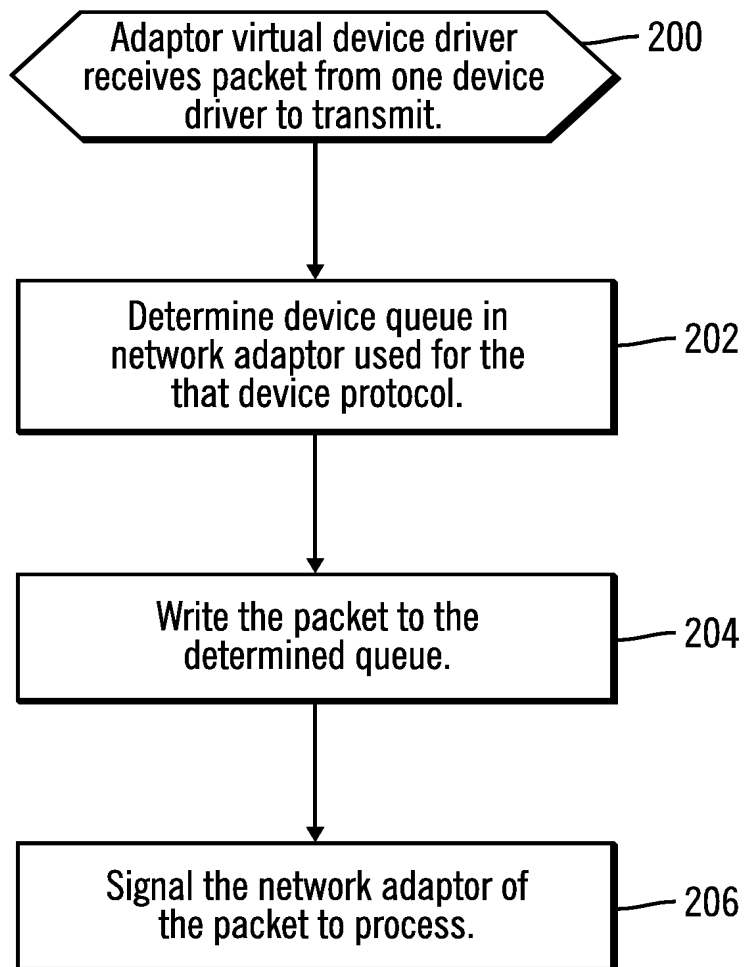 Adaptor virtual device driver
receives packet from one device
driver to transmit.
200
Determine device queue in
network adaptor used for the
that device protocol.
202
Write the packet to the
determined queue.
204
Signal the network adaptor of
the packet to process.
206